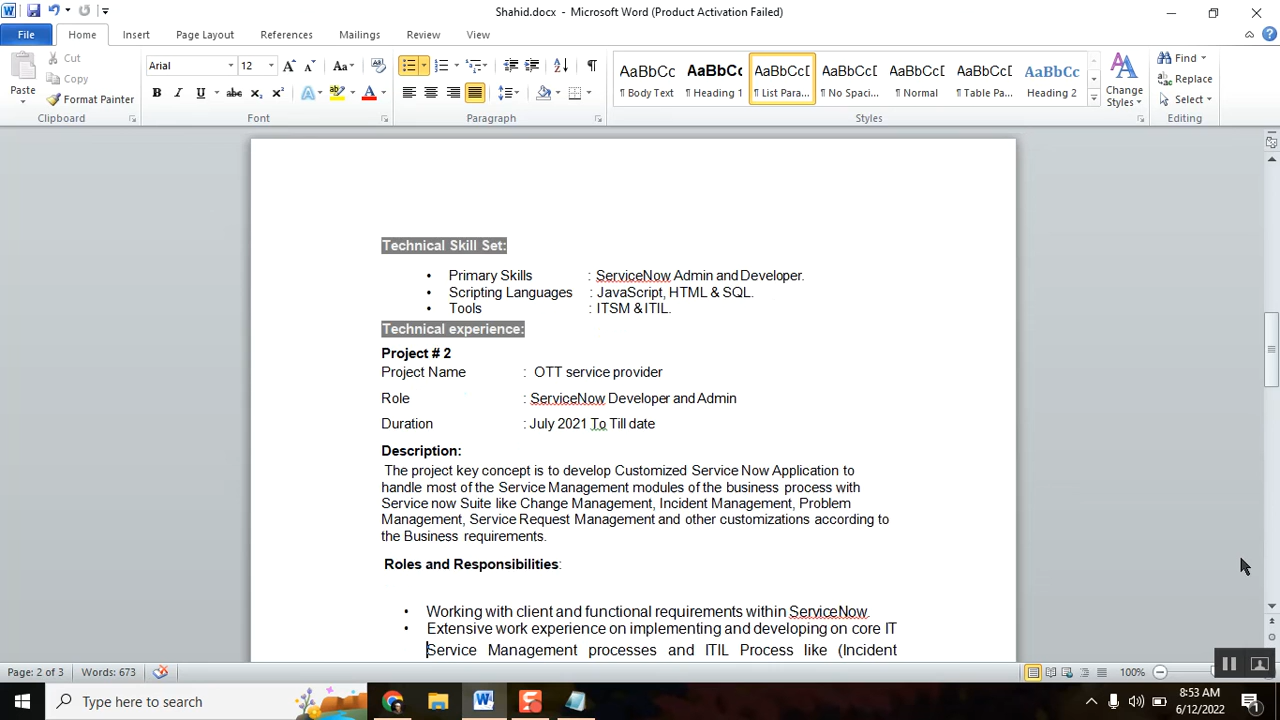 Shahid.docx - Microsoft Word (Product Activation Failed)
File Home Insert Page Layout References Mailings Review View
Paste
Cut
Copy
Format Painter
Clipboard
Arial 12
Font
Paragraph
AaBbCc AaBbCc AaBbCcD AaBbCcD AaBbCcD AaBbCcD AaBbCc
¶ Body Text ¶ Heading 1 ¶ List Para... ¶ No Spaci... ¶ Normal ¶ Table Pa... Heading 2
Change Styles
Styles
Find
Replace
Select
Editing
Technical Skill Set:
• Primary Skills : ServiceNow Admin and Developer.
• Scripting Languages : JavaScript, HTML & SQL.
• Tools : ITSM & ITIL.
Technical experience:
Project # 2
Project Name : OTT service provider
Role : ServiceNow Developer and Admin
Duration : July 2021 To Till date
Description:
The project key concept is to develop Customized Service Now Application to
handle most of the Service Management modules of the business process with
Service now Suite like Change Management, Incident Management, Problem
Management, Service Request Management and other customizations according to
the Business requirements.
Roles and Responsibilities:
• Working with client and functional requirements within ServiceNow.
• Extensive work experience on implementing and developing on core IT
Service Management processes and ITIL Process like (Incident
Page: 2 of 3 Words: 673 100%
Type here to search
8:53 AM
6/12/2022